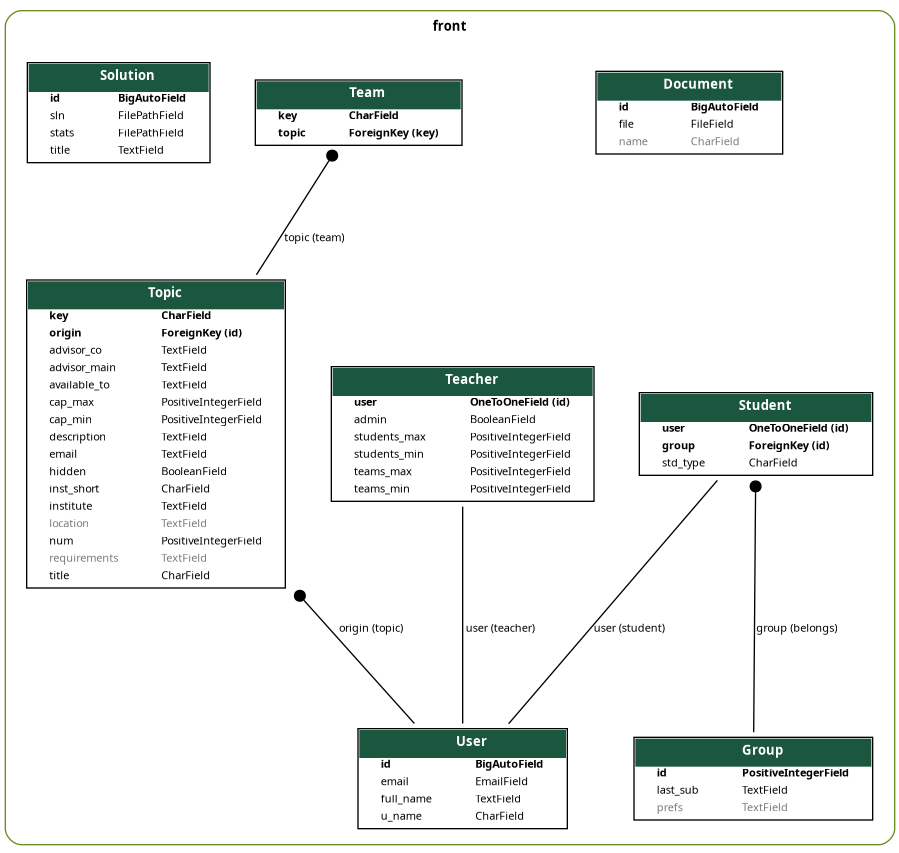 front
Solution
id BigAutoField
sln FilePathField
stats FilePathField
title TextField
Team
key CharField
topic ForeignKey (key)
Document
id BigAutoField
file FileField
name CharField
topic (team)
Topic
key CharField
origin ForeignKey (id)
advisor_co TextField
advisor_main TextField
available_to TextField
cap_max PositiveIntegerField
cap_min PositiveIntegerField
description TextField
email TextField
hidden BooleanField
inst_short CharField
institute TextField
location TextField
num PositiveIntegerField
requirements TextField
title CharField
Teacher
user OneToOneField (id)
admin BooleanField
students_max PositiveIntegerField
students_min PositiveIntegerField
teams_max PositiveIntegerField
teams_min PositiveIntegerField
Student
user OneToOneField (id)
group ForeignKey (id)
std_type CharField
origin (topic)
user (teacher)
user (student)
group (belongs)
User
id BigAutoField
email EmailField
full_name TextField
u_name CharField
Group
id PositiveIntegerField
last_sub TextField
prefs TextField